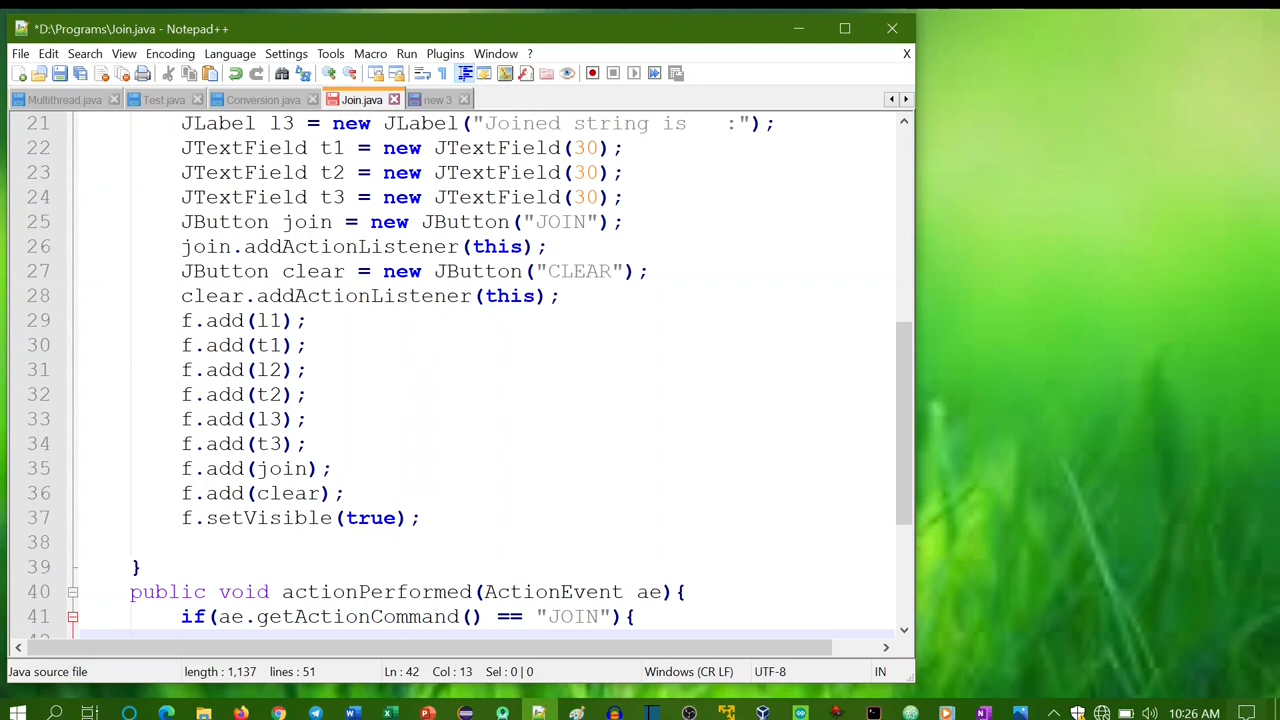 *D:\Programs\Join.java - Notepad++
File Edit Search View Encoding Language Settings Tools Macro Run Plugins Window ? X
Multithread.java Test.java Conversion.java Join.java new 3
21 JLabel l3 = new JLabel("Joined string is   :");
22 JTextField t1 = new JTextField(30);
23 JTextField t2 = new JTextField(30);
24 JTextField t3 = new JTextField(30);
25 JButton join = new JButton("JOIN");
26 join.addActionListener(this);
27 JButton clear = new JButton("CLEAR");
28 clear.addActionListener(this);
29 f.add(l1);
30 f.add(t1);
31 f.add(l2);
32 f.add(t2);
33 f.add(l3);
34 f.add(t3);
35 f.add(join);
36 f.add(clear);
37 f.setVisible(true);
38
39 }
40 public void actionPerformed(ActionEvent ae){
41 if(ae.getActionCommand() == "JOIN"){
Java source file length : 1,137 lines : 51 Ln : 42 Col : 13 Sel : 0 | 0 Windows (CR LF) UTF-8 IN
10:26 AM